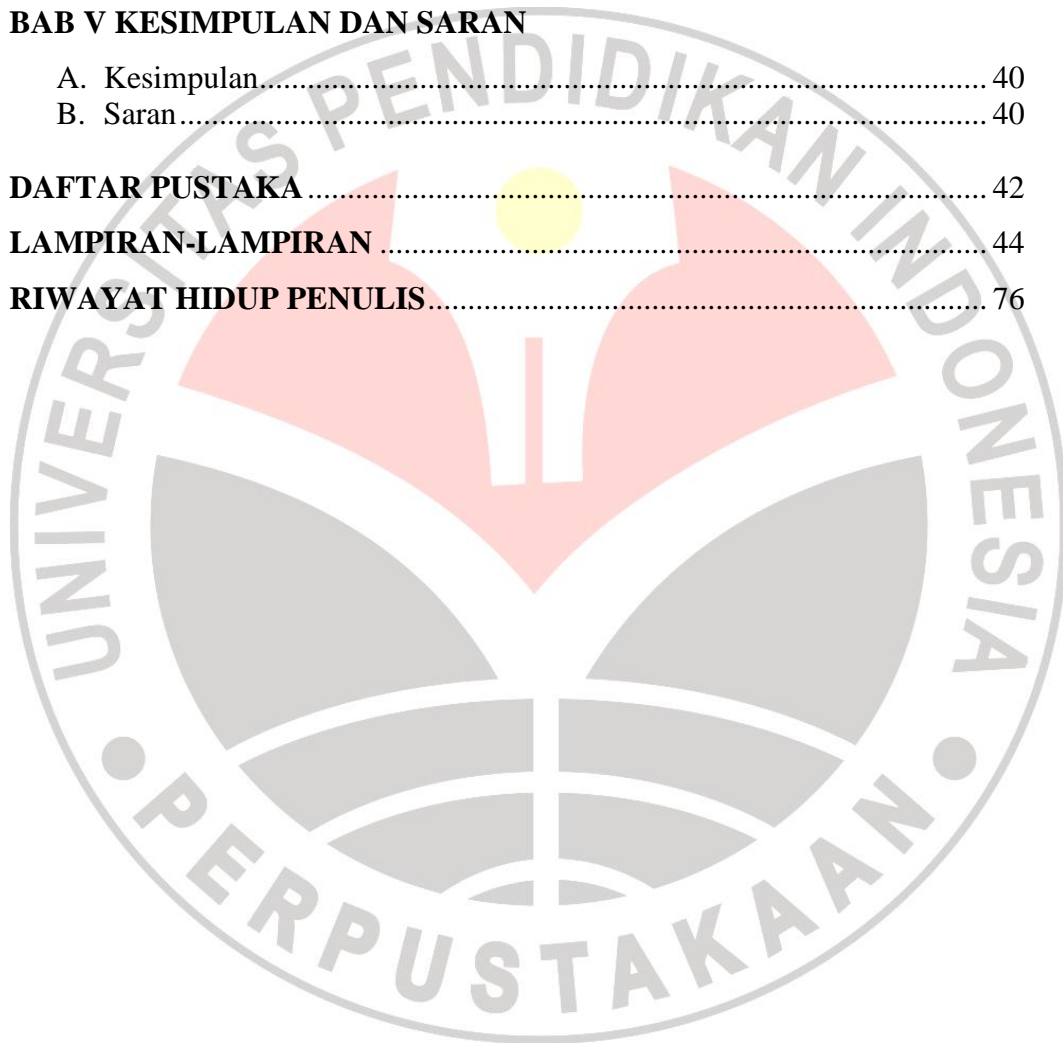 BAB V KESIMPULAN DAN SARAN
A. Kesimpulan........................................................................................... 40
B. Saran..................................................................................................... 40
DAFTAR PUSTAKA..................................................................................... 42
LAMPIRAN-LAMPIRAN............................................................................ 44
RIWAYAT HIDUP PENULIS...................................................................... 76
UNIVERSITAS PENDIDIKAN INDONESIA
PERPUSTAKAAN